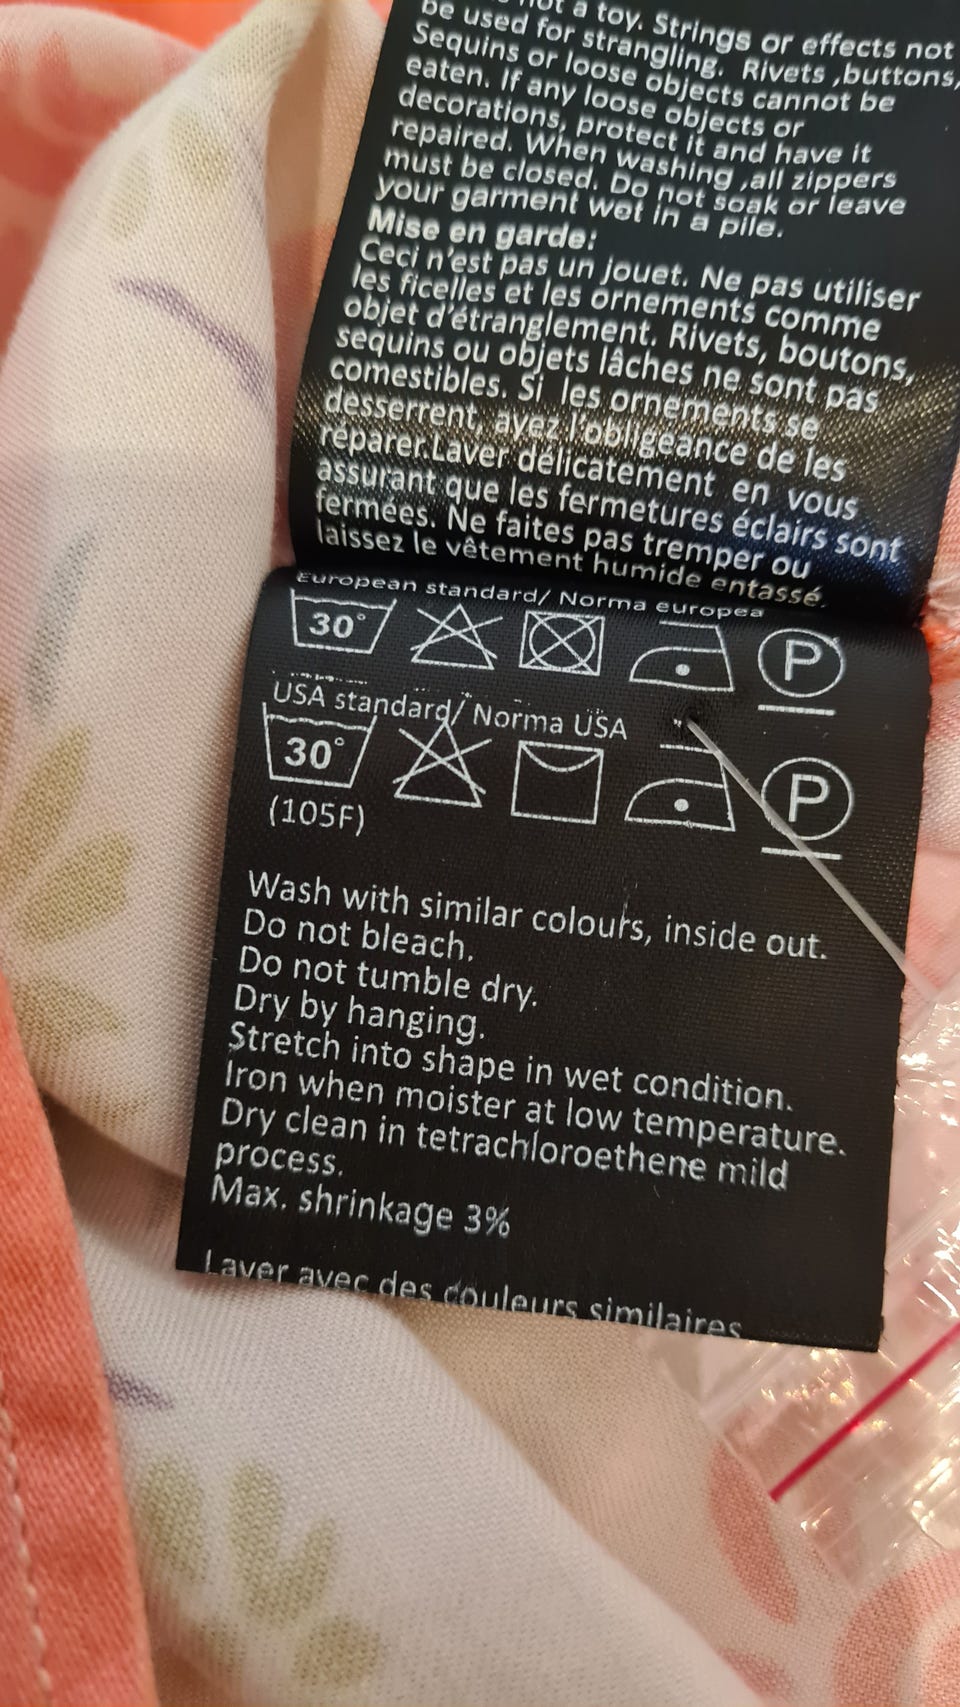 not a toy. Strings or effects not
be used for strangling. Rivets ,buttons,
Sequins or loose objects cannot be
eaten. If any loose objects or
decorations, protect it and have it
repaired. When washing ,all zippers
must be closed. Do not soak or leave
your garment wet in a pile.
Mise en garde:
Ceci n'est pas un jouet. Ne pas utiliser
les ficelles et les ornements comme
objet d'étranglement. Rivets, boutons,
sequins ou objets lâches ne sont pas
comestibles. Si les ornements se
desserrent, ayez l'obligeance de les
réparer.Laver délicatement en vous
assurant que les fermetures éclairs sont
fermées. Ne faites pas tremper ou
laissez le vêtement humide entassé.
European standard/ Norma europea
30° P
USA standard/ Norma USA
30° P
(105F)
Wash with similar colours, inside out.
Do not bleach.
Do not tumble dry.
Dry by hanging.
Stretch into shape in wet condition.
Iron when moister at low temperature.
Dry clean in tetrachloroethene mild
process.
Max. shrinkage 3%
Laver avec des couleurs similaires